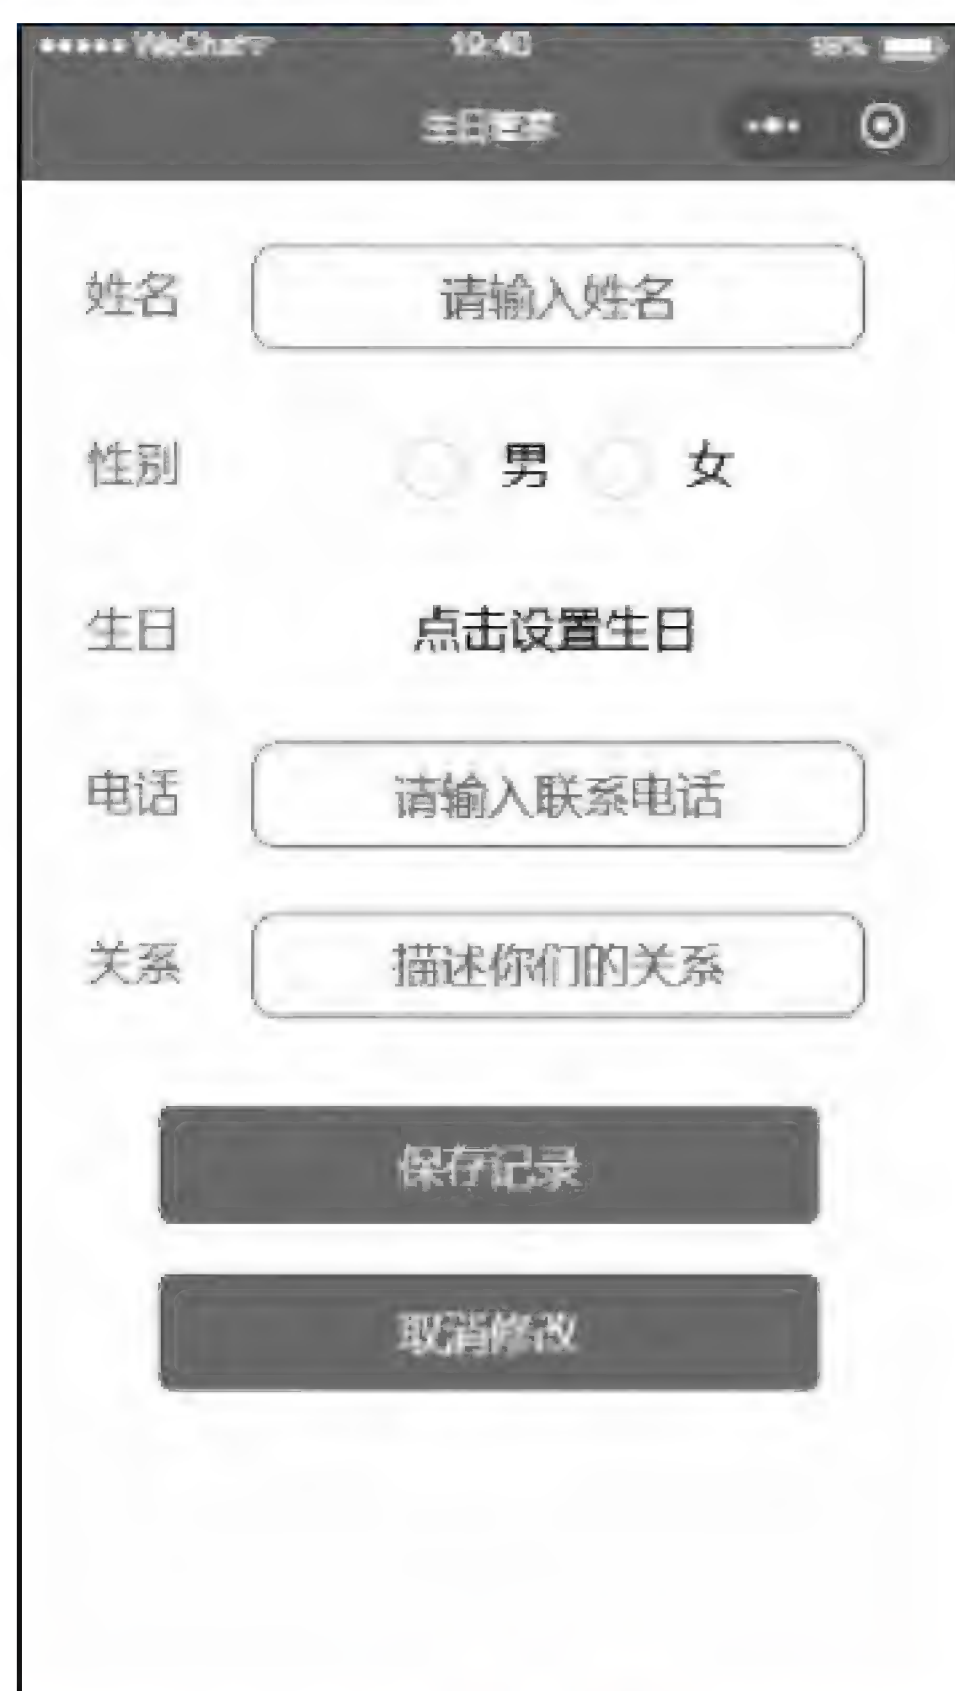 WeChat
生日管家
姓名 请输入姓名
性别 男 女
生日 点击设置生日
电话 请输入联系电话
关系 描述你们的关系
保存记录
取消修改